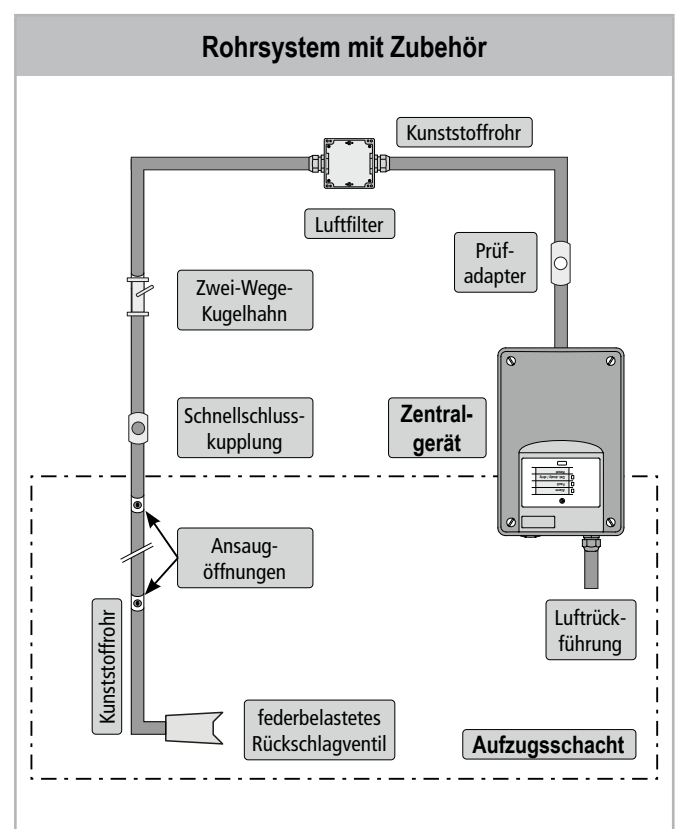 Rohrsystem mit Zubehör
Kunststoffrohr
Luftfilter
Prüf-
adapter
Zwei-Wege-
Kugelhahn
Schnellschluss-
kupplung
Zentral-
gerät
Ansaug-
öffnungen
Kunststoffrohr
Luftrück-
führung
federbelastetes
Rückschlagventil
Aufzugsschacht